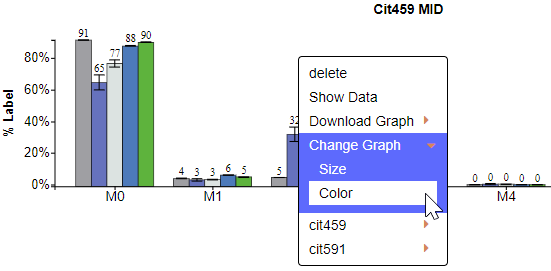 Cit459 MID
% Label
80%
60%
40%
20%
0%
91 65 77 88 90
4 3 3 6 5
5 32
0 0 0 0 0
M0 M1 M4
delete
Show Data
Download Graph
Change Graph
Size
Color
cit459
cit591